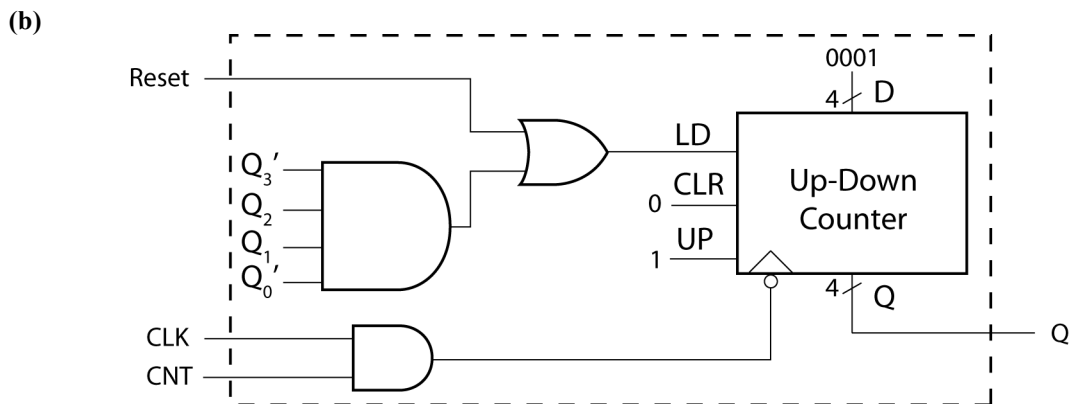 (b)
0001
Reset
4 D
LD
Q₃'
Q₂
Q₁
Q₀'
CLR
0
UP
1
Up-Down
Counter
4 Q
CLK
CNT
Q